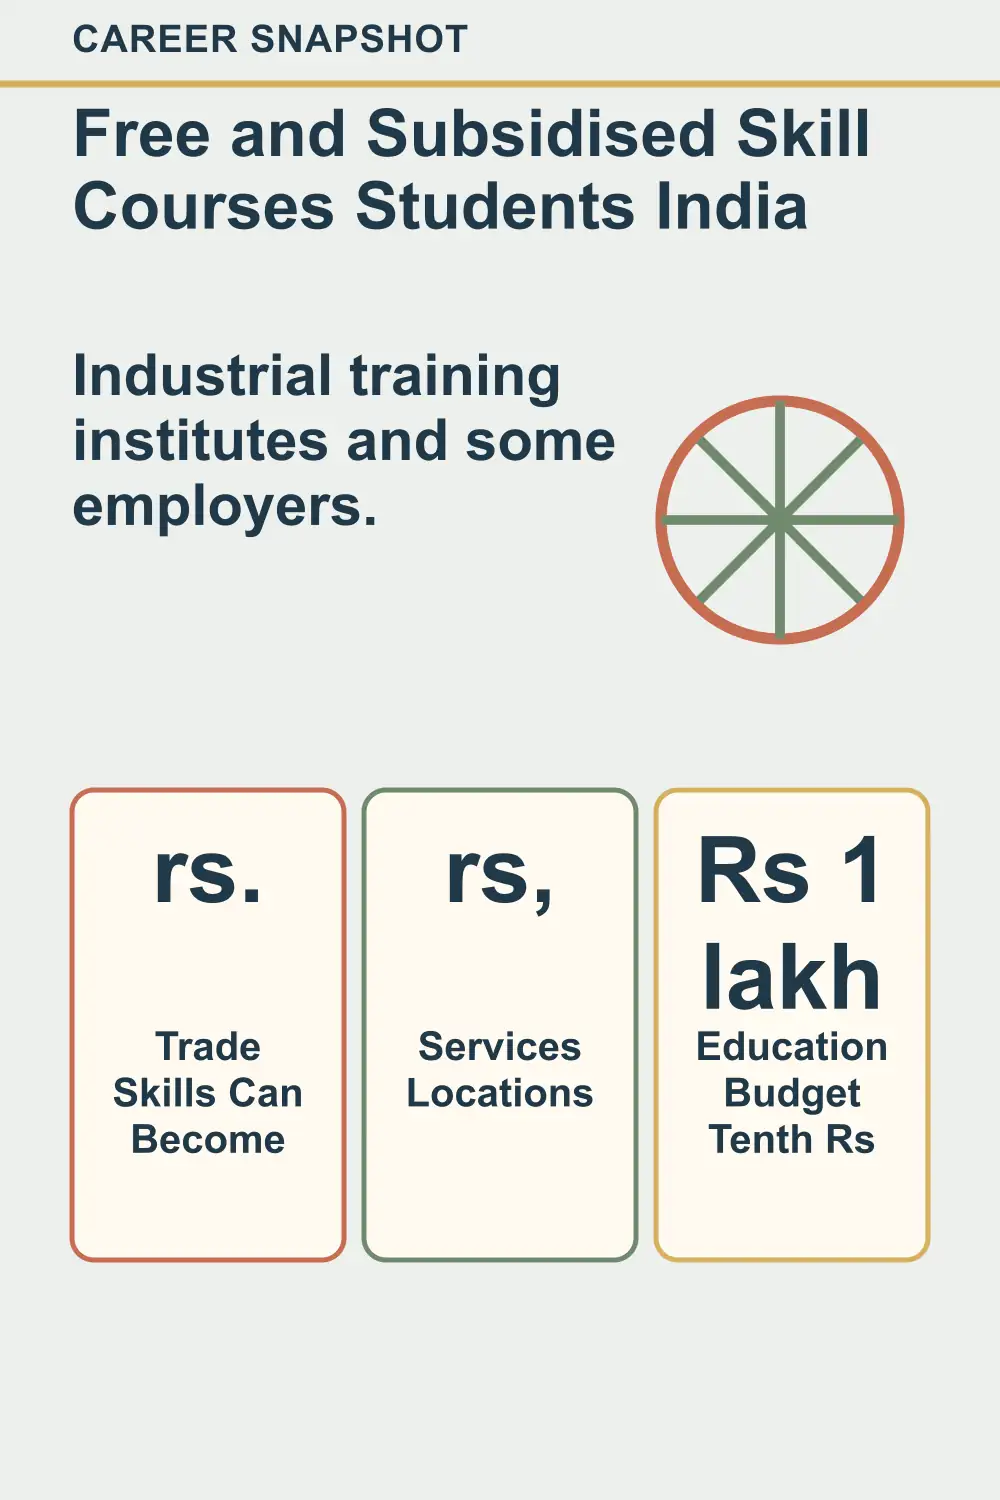 CAREER SNAPSHOT
Free and Subsidised Skill
Courses Students India
Industrial training
institutes and some
employers.
rs.
Trade
Skills Can
Become
rs,
Services
Locations
Rs 1
lakh
Education
Budget
Tenth Rs